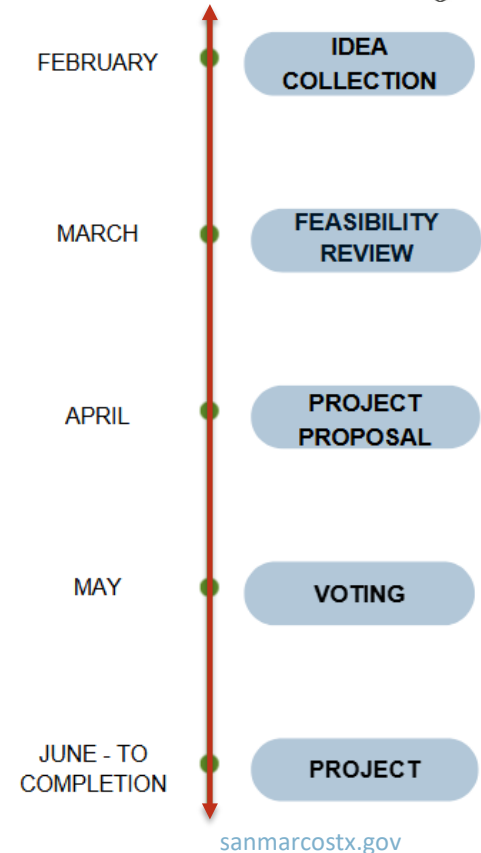 FEBRUARY
IDEA
COLLECTION
MARCH
FEASIBILITY
REVIEW
APRIL
PROJECT
PROPOSAL
MAY
VOTING
JUNE - TO
COMPLETION
PROJECT
sanmarcostx.gov